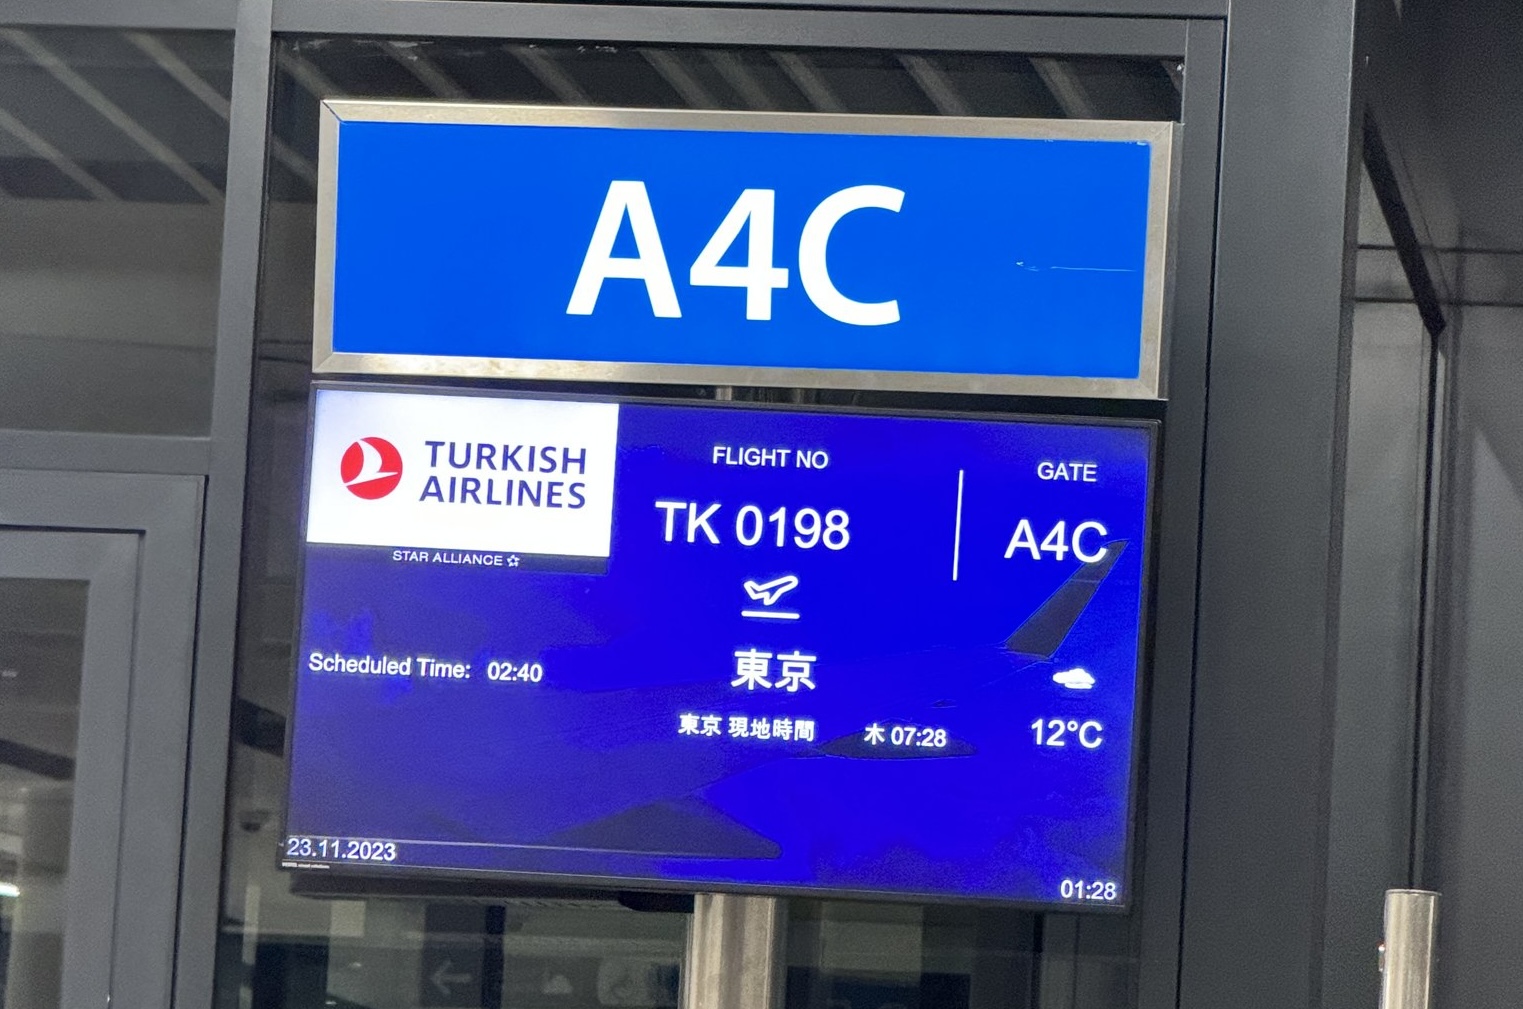 A4C
TURKISH
AIRLINES
STAR ALLIANCE
FLIGHT NO
TK 0198
GATE
A4C
東京
Scheduled Time: 02:40
東京 現地時間 木 07:28
12°C
23.11.2023
01:28